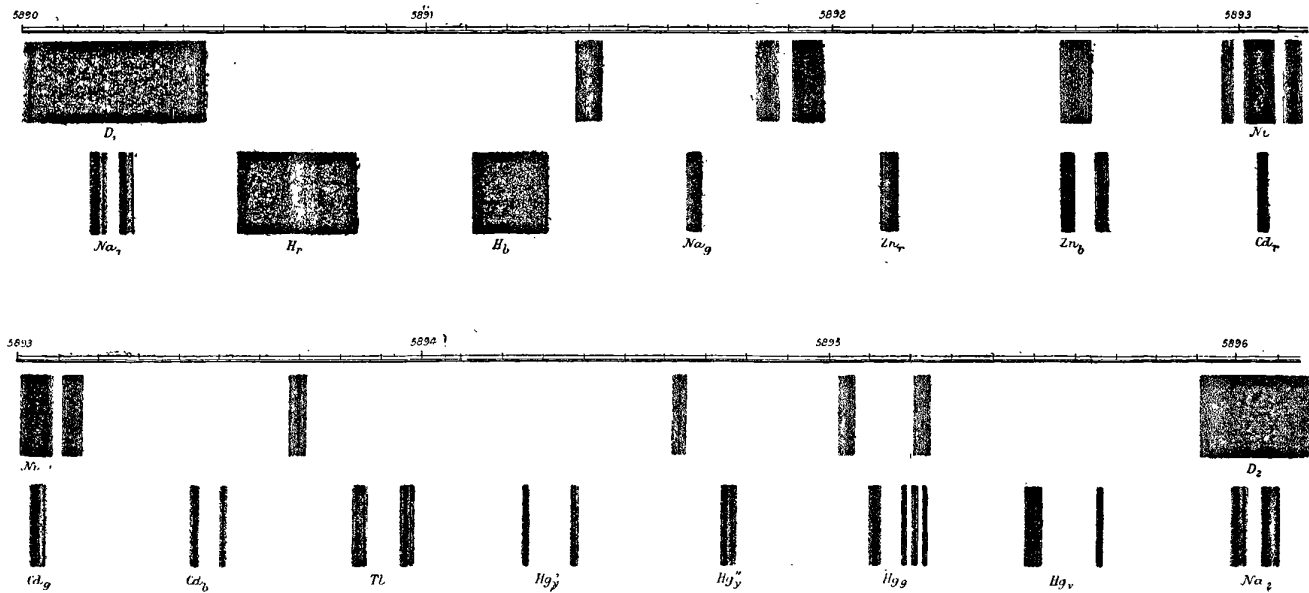 5890 5891 5892 5893
D₁ Ni
Na₁ Hr Hb Nag Znr Znb Cdr
5893 5894 5895 5896
Ni D₂
Cdg Cdb Tl Hg'y Hg''y Hgg Hgv Na₂